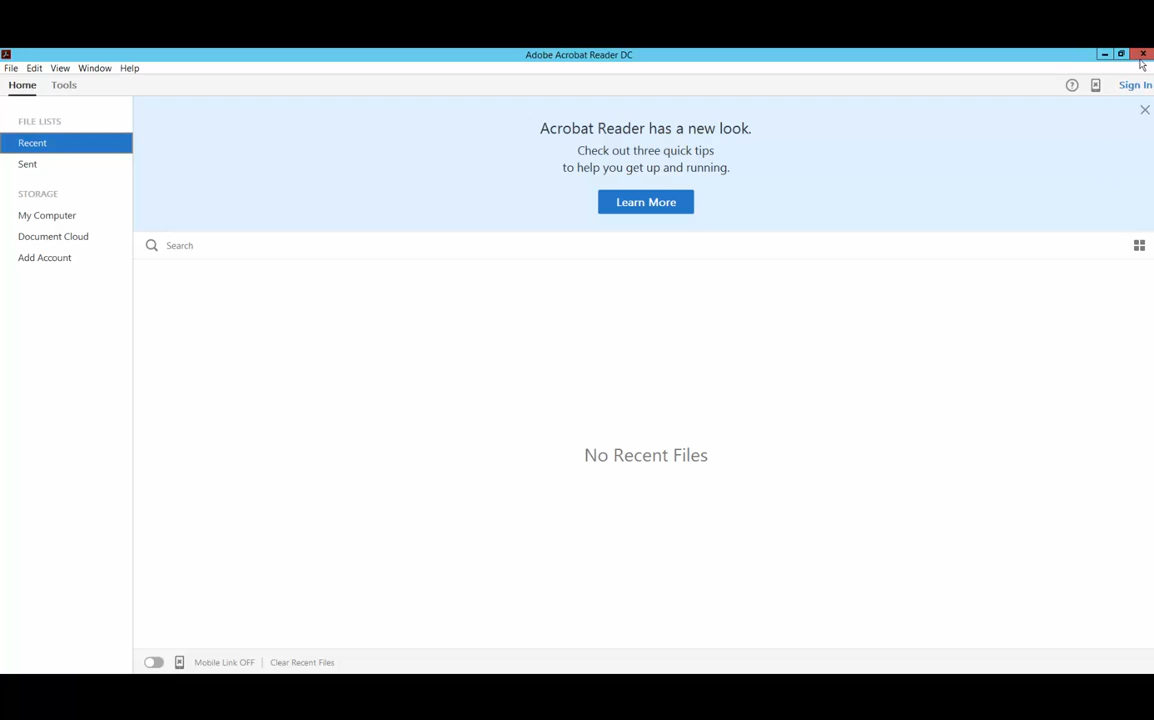 Adobe Acrobat Reader DC
File Edit View Window Help
Home Tools
Sign In
FILE LISTS
Recent
Sent
STORAGE
My Computer
Document Cloud
Add Account
Acrobat Reader has a new look.
Check out three quick tips
to help you get up and running.
Learn More
Search
No Recent Files
Mobile Link OFF | Clear Recent Files